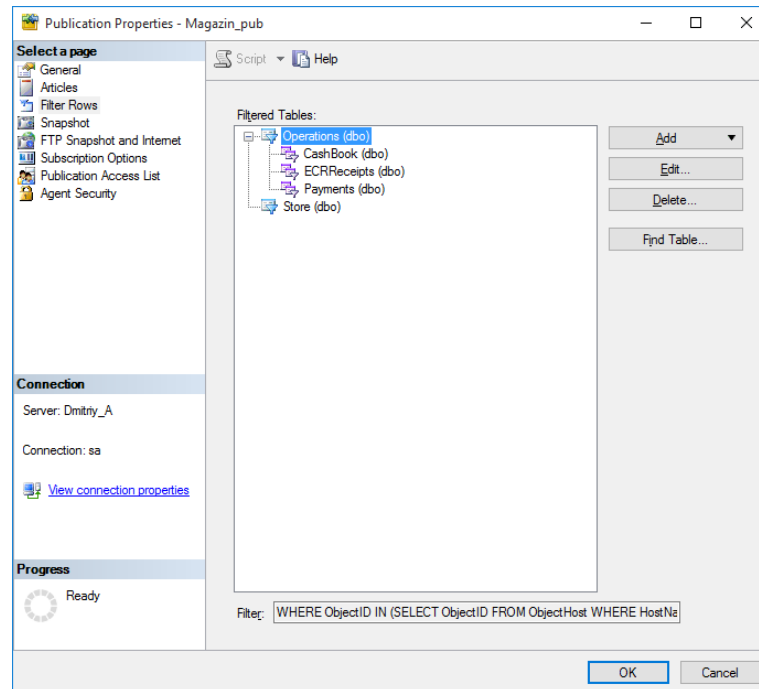 Publication Properties - Magazin_pub
Select a page
General
Articles
Filter Rows
Snapshot
FTP Snapshot and Internet
Subscription Options
Publication Access List
Agent Security
Script
Help
Filtered Tables:
Operations (dbo)
CashBook (dbo)
ECRReceipts (dbo)
Payments (dbo)
Store (dbo)
Add
Edit...
Delete...
Find Table...
Connection
Server: Dmitriy_A
Connection: sa
View connection properties
Progress
Ready
Filter: WHERE ObjectID IN (SELECT ObjectID FROM ObjectHost WHERE HostNa
OK
Cancel